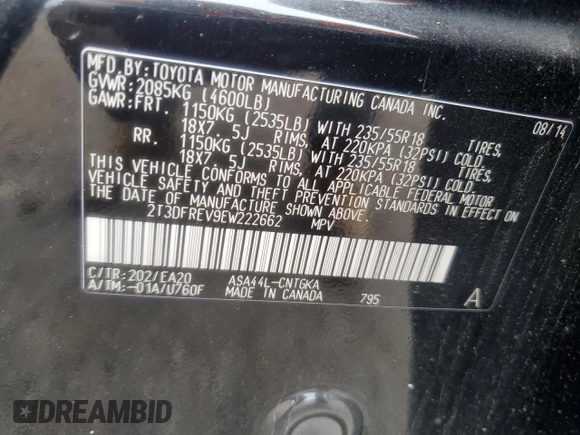 MFD.BY:TOYOTA MOTOR MANUFACTURING CANADA INC.
GVWR:2085KG (4600LB) 08/14
GAWR:FRT. 1150KG (2535LB) WITH 235/55R18 TIRES,
18X7. 5J RIMS, AT 220KPA (32PSI) COLD.
RR. 1150KG (2535LB) WITH 235/55R18 TIRES,
18X7. 5J RIMS, AT 220KPA (32PSI) COLD.
THIS VEHICLE CONFORMS TO ALL APPLICABLE FEDERAL MOTOR
VEHICLE SAFETY AND THEFT PREVENTION STANDARDS IN EFFECT ON
THE DATE OF MANUFACTURE SHOWN ABOVE.
2T3DFREV9EW222662 MPV
C/TR:202/EA20 ASA44L-CNTGKA
A/TM:-01A/U760F MADE IN CANADA 795 A
DREAMBID